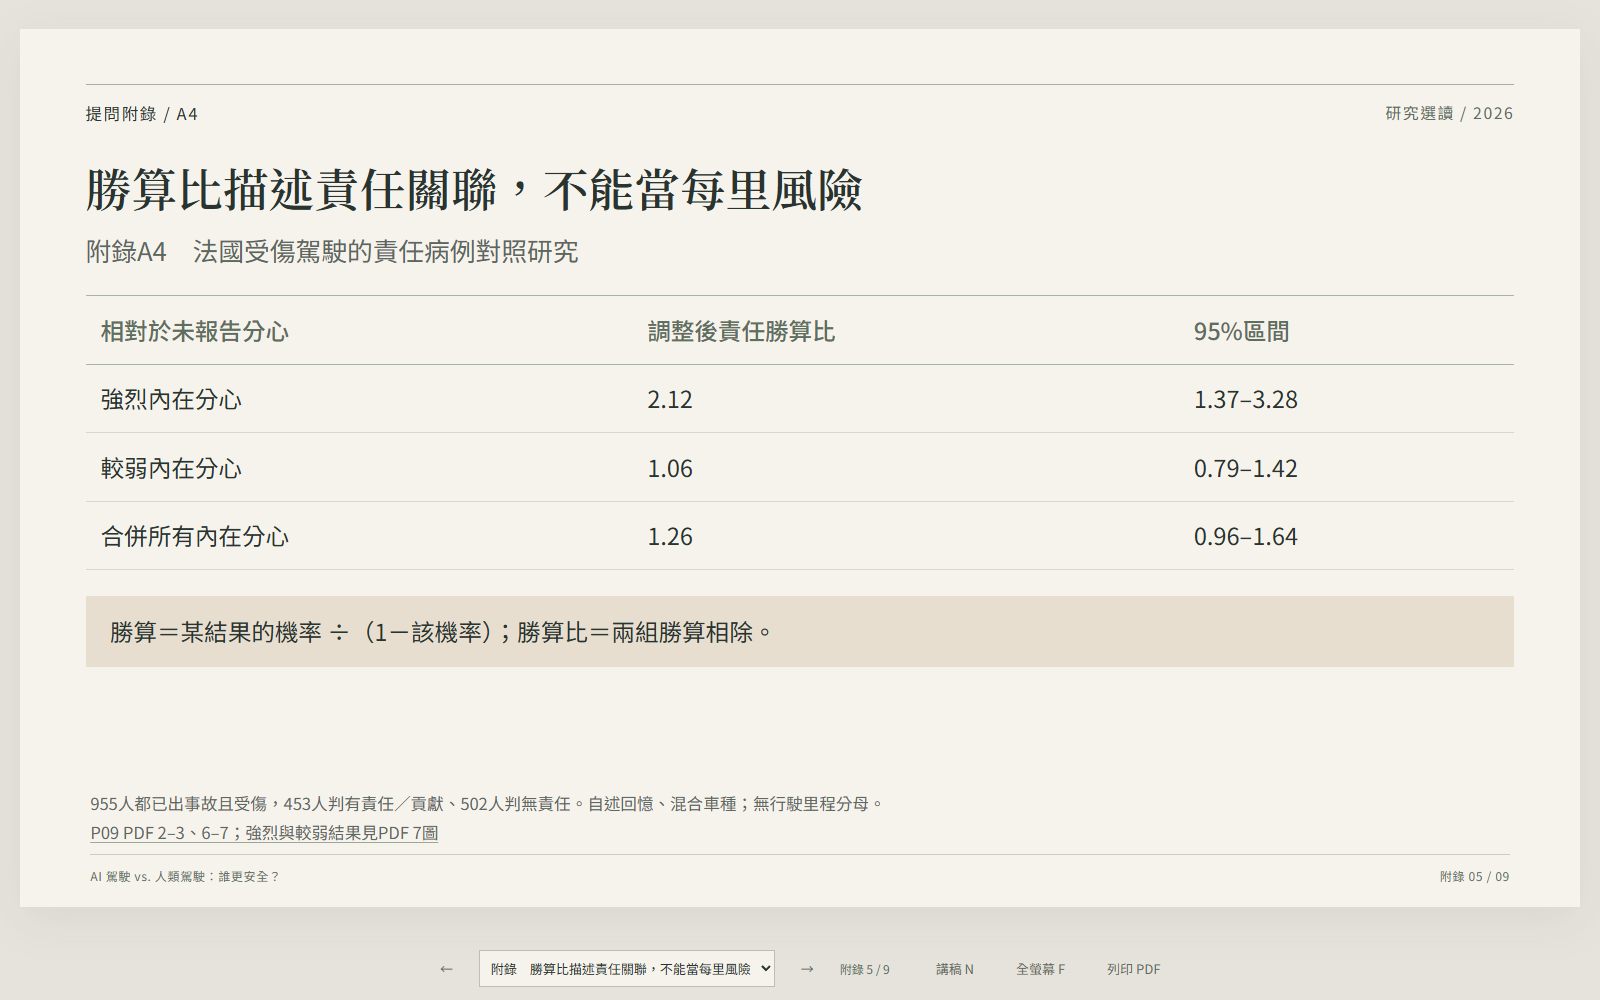 提問附錄 / A4
研究選讀 / 2026
勝算比描述責任關聯，不能當每里風險
附錄A4　法國受傷駕駛的責任病例對照研究
相對於未報告分心　調整後責任勝算比　95%區間
強烈內在分心　2.12　1.37–3.28
較弱內在分心　1.06　0.79–1.42
合併所有內在分心　1.26　0.96–1.64
勝算＝某結果的機率 ÷（1－該機率）；勝算比＝兩組勝算相除。
955人都已出事故且受傷，453人判有責任／貢獻、502人判無責任。自述回憶、混合車種；無行駛里程分母。
P09 PDF 2–3、6–7；強烈與較弱結果見PDF 7圖
AI 駕駛 vs. 人類駕駛：誰更安全？
附錄 05 / 09
← 附錄　勝算比描述責任關聯，不能當每里風險 → 附錄 5 / 9 講稿 N 全螢幕 F 列印 PDF